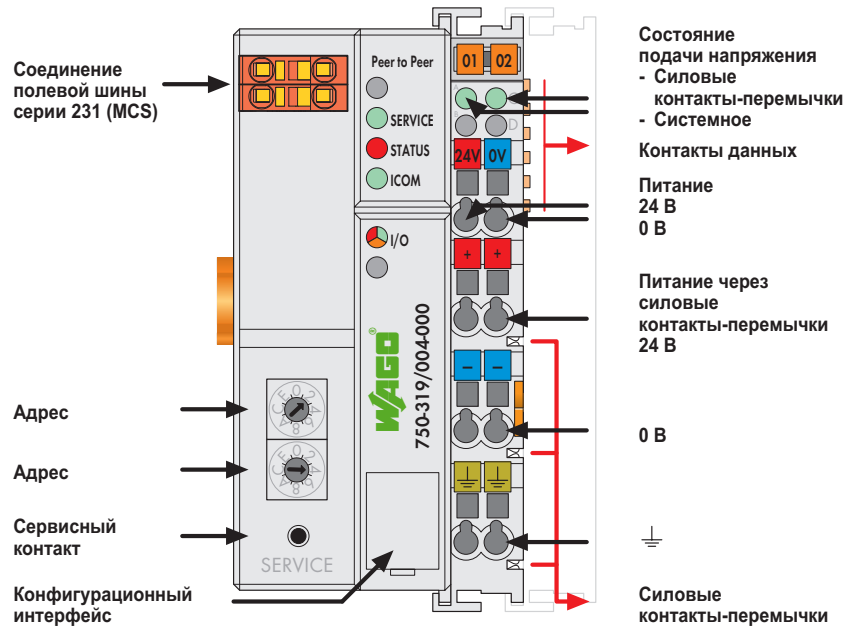 Соединение
полевой шины
серии 231 (MCS)
Адрес
Адрес
Сервисный
контакт
Конфигурационный
интерфейс
Peer to Peer
SERVICE
STATUS
ICOM
I/O
WAGO®
750-319/004-000
SERVICE
01 02
A
C
B
D
24V 0V
+ +
– –
Состояние
подачи напряжения
- Силовые
контакты-перемычки
- Системное
Контакты данных
Питание
24 В
0 В
Питание через
силовые
контакты-перемычки
24 В
0 В
Силовые
контакты-перемычки